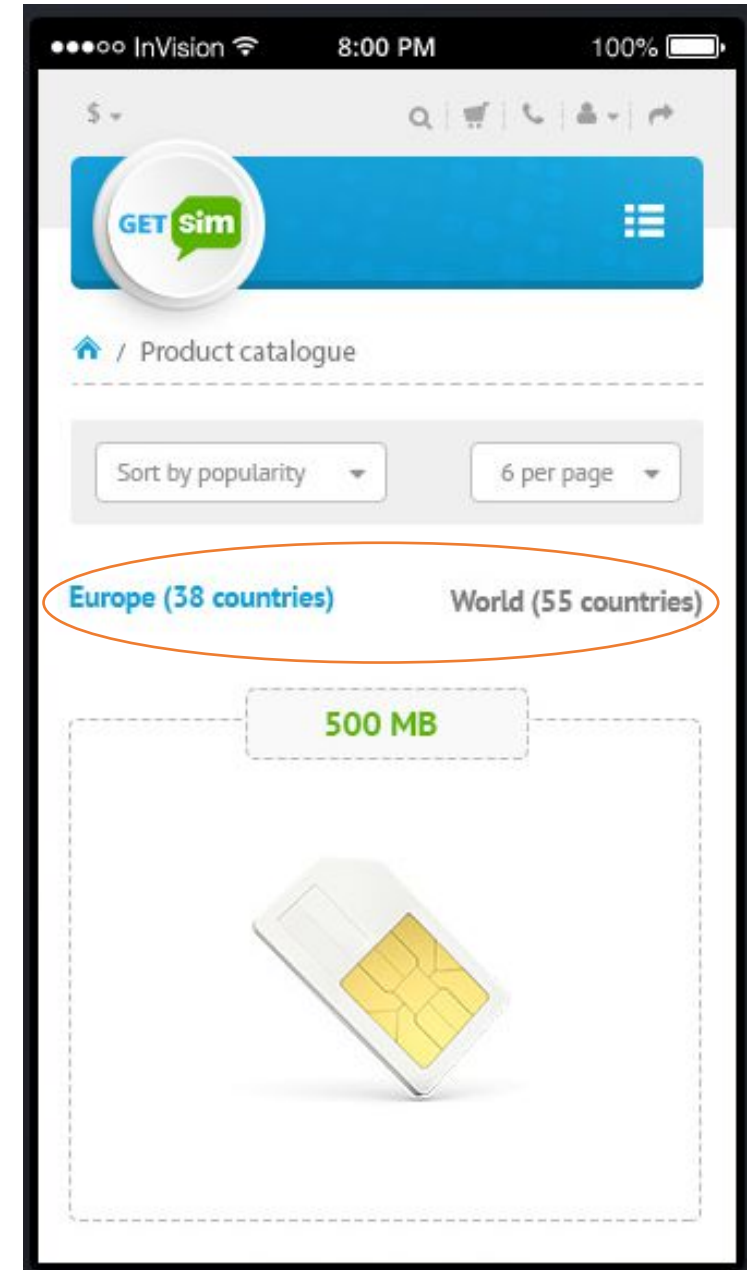 InVision 8:00 PM 100%
$
GET sim
/ Product catalogue
Sort by popularity 6 per page
Europe (38 countries) World (55 countries)
500 MB